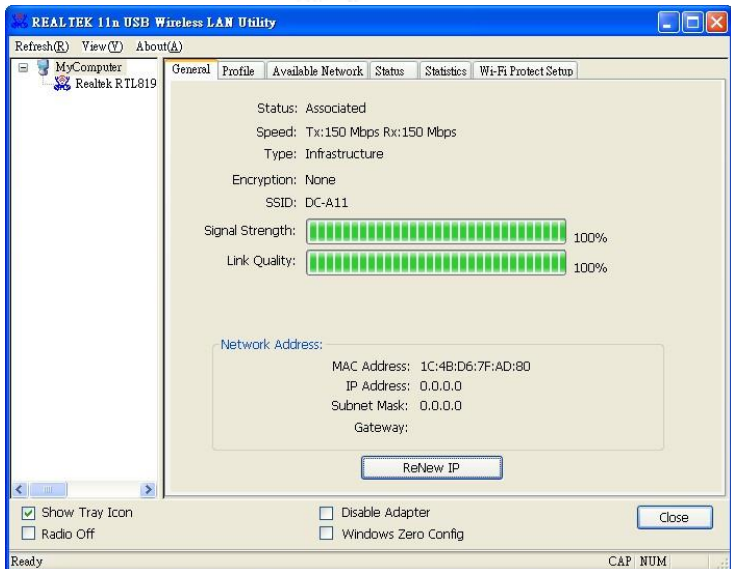 REALTEK 11n USB Wireless LAN Utility
Refresh(R) View(V) About(A)
MyComputer
Realtek RTL819
General Profile Available Network Status Statistics Wi-Fi Protect Setup
Status: Associated
Speed: Tx:150 Mbps Rx:150 Mbps
Type: Infrastructure
Encryption: None
SSID: DC-A11
Signal Strength: 100%
Link Quality: 100%
Network Address:
MAC Address: 1C:4B:D6:7F:AD:80
IP Address: 0.0.0.0
Subnet Mask: 0.0.0.0
Gateway:
ReNew IP
Show Tray Icon
Radio Off
Disable Adapter
Windows Zero Config
Close
Ready
CAP NUM